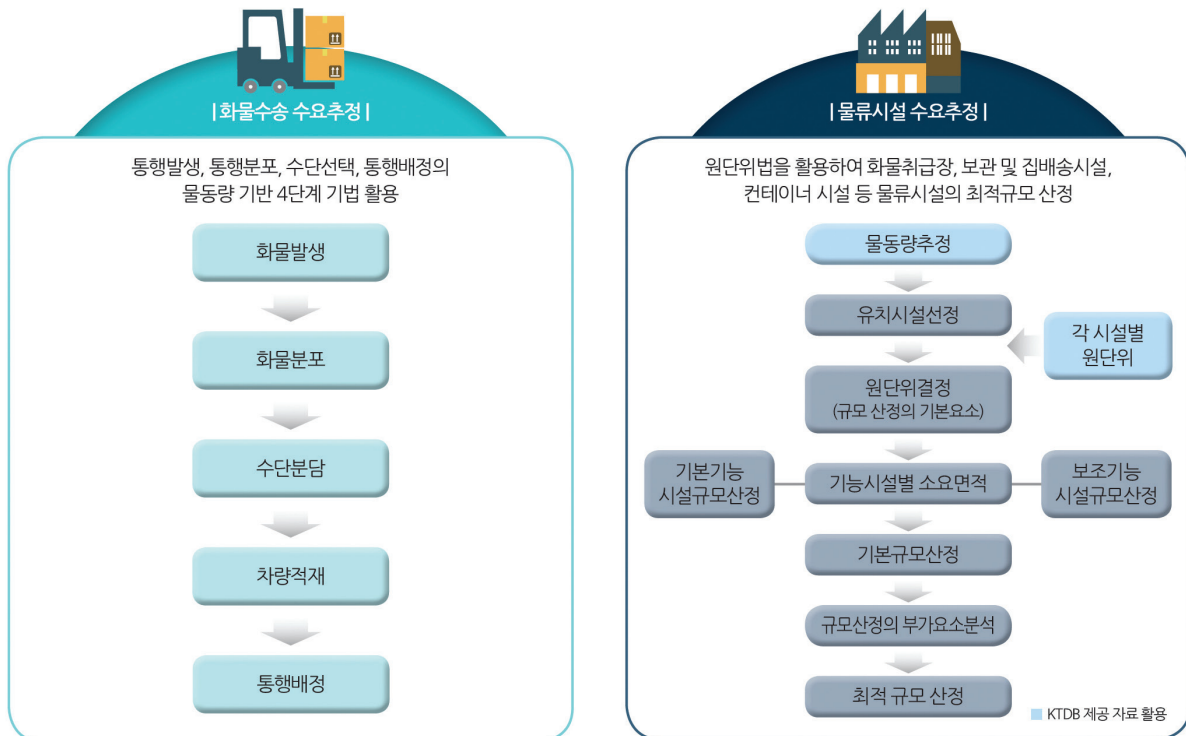 |화물수송 수요추정|
통행발생, 통행분포, 수단선택, 통행배정의
물동량 기반 4단계 기법 활용
화물발생
화물분포
수단분담
차량적재
통행배정
|물류시설 수요추정|
원단위법을 활용하여 화물취급장, 보관 및 집배송시설,
컨테이너 시설 등 물류시설의 최적규모 산정
물동량추정
유치시설선정
각 시설별
원단위
원단위결정
(규모 산정의 기본요소)
기본기능
시설규모산정
기능시설별 소요면적
보조기능
시설규모산정
기본규모산정
규모산정의 부가요소분석
최적 규모 산정
KTDB 제공 자료 활용